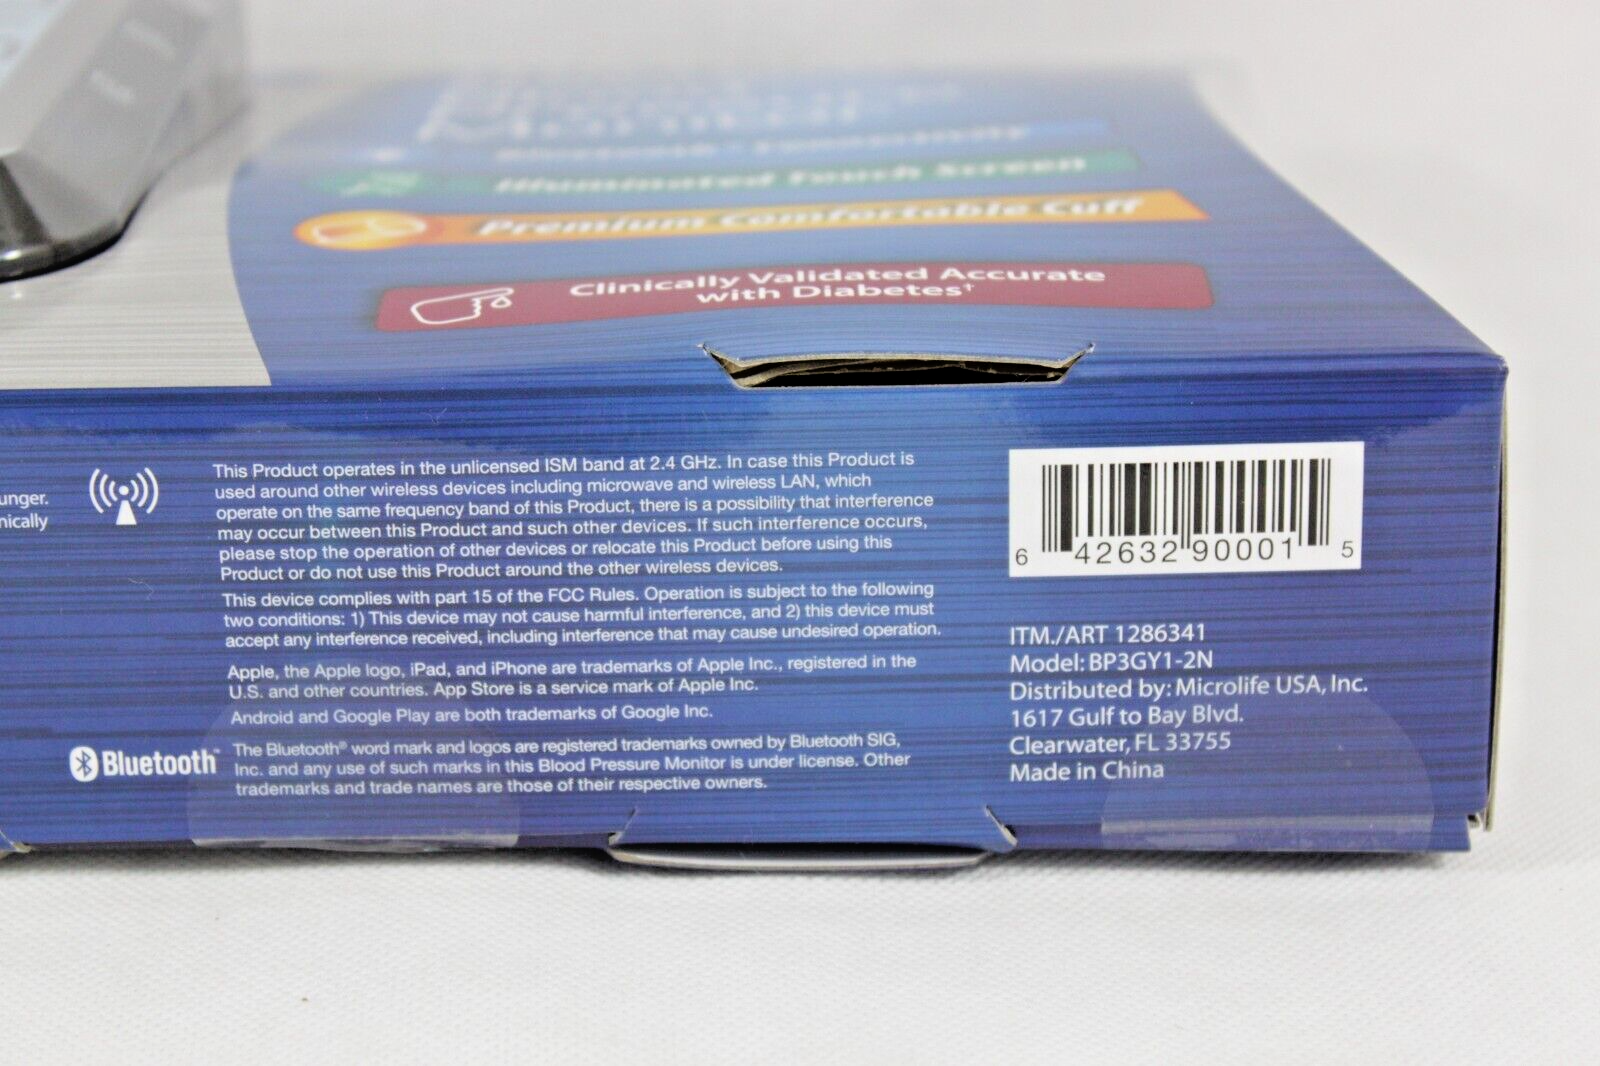 Monitor
Bluetooth® Connectivity
Illuminated Touch Screen
Premium Comfortable Cuff
Clinically Validated Accurate
with Diabetes†
unger.
nically
This Product operates in the unlicensed ISM band at 2.4 GHz. In case this Product is
used around other wireless devices including microwave and wireless LAN, which
operate on the same frequency band of this Product, there is a possibility that interference
may occur between this Product and such other devices. If such interference occurs,
please stop the operation of other devices or relocate this Product before using this
Product or do not use this Product around the other wireless devices.
This device complies with part 15 of the FCC Rules. Operation is subject to the following
two conditions: 1) This device may not cause harmful interference, and 2) this device must
accept any interference received, including interference that may cause undesired operation.
Apple, the Apple logo, iPad, and iPhone are trademarks of Apple Inc., registered in the
U.S. and other countries. App Store is a service mark of Apple Inc.
Android and Google Play are both trademarks of Google Inc.
Bluetooth™
The Bluetooth® word mark and logos are registered trademarks owned by Bluetooth SIG,
Inc. and any use of such marks in this Blood Pressure Monitor is under license. Other
trademarks and trade names are those of their respective owners.
6 42632 90001 5
ITM./ART 1286341
Model: BP3GY1-2N
Distributed by: Microlife USA, Inc.
1617 Gulf to Bay Blvd.
Clearwater, FL 33755
Made in China